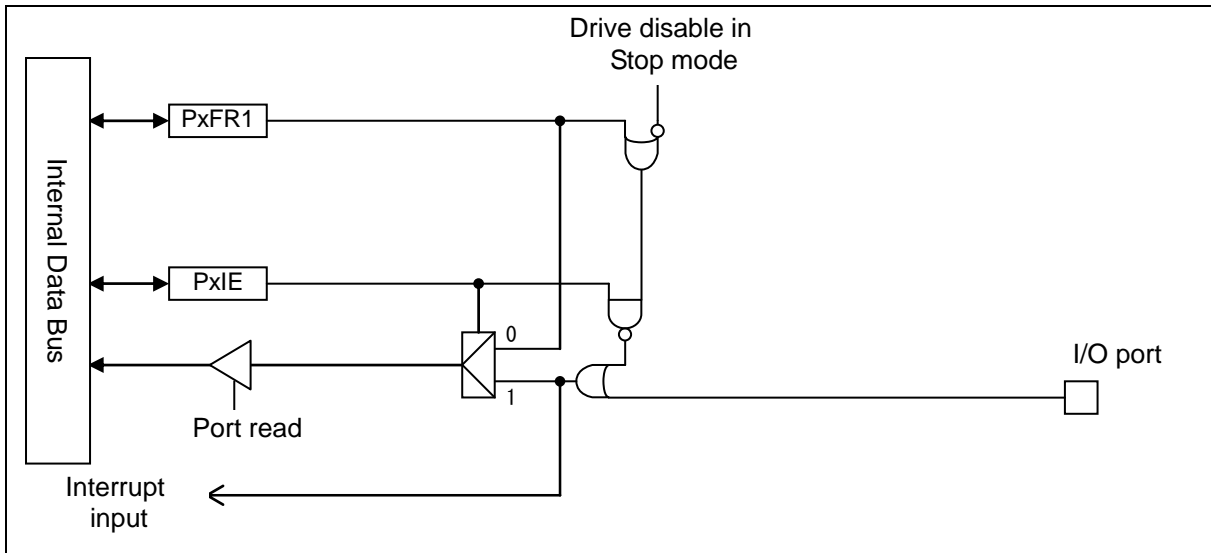 Drive disable in
Stop mode
PxFR1
Internal Data Bus
PxIE
0
1
I/O port
Port read
Interrupt
input